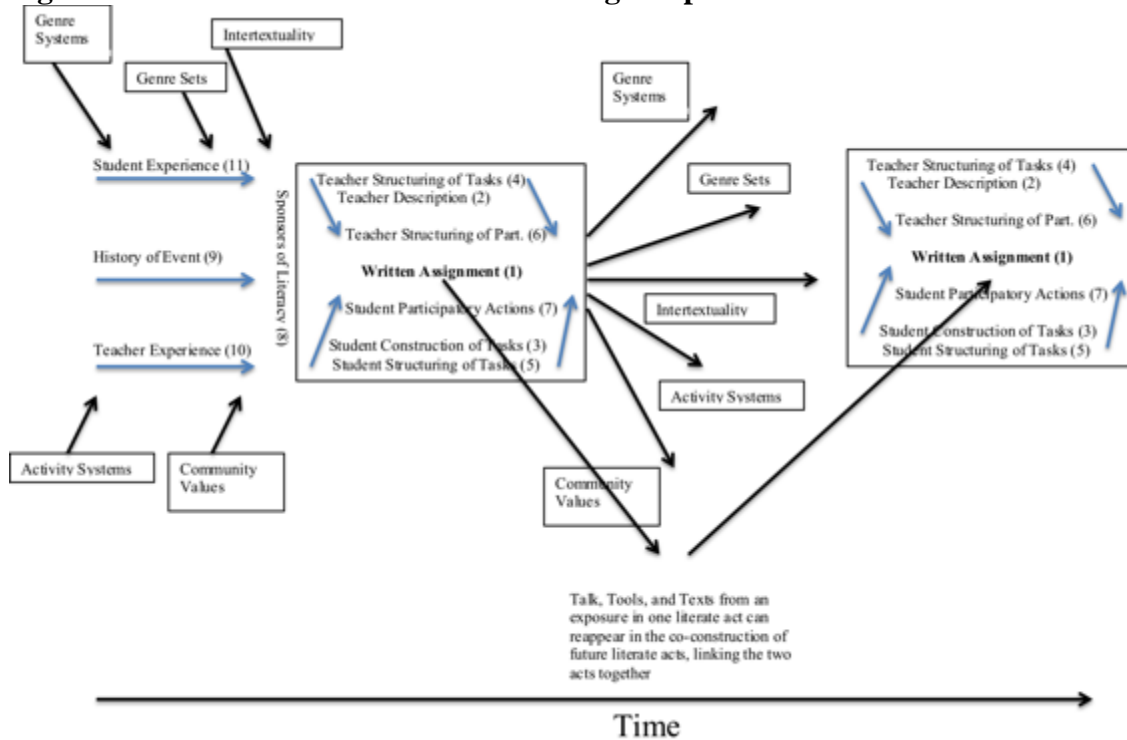 Genre
Systems
Intertextuality
Genre Sets
Student Experience (11)
History of Event (9)
Teacher Experience (10)
Activity Systems
Community
Values
Sponsors of Literacy (8)
Teacher Structuring of Tasks (4)
Teacher Description (2)
Teacher Structuring of Part. (6)
Written Assignment (1)
Student Participatory Actions (7)
Student Construction of Tasks (3)
Student Structuring of Tasks (5)
Genre
Systems
Genre Sets
Intertextuality
Activity Systems
Community
Values
Teacher Structuring of Tasks (4)
Teacher Description (2)
Teacher Structuring of Part. (6)
Written Assignment (1)
Student Participatory Actions (7)
Student Construction of Tasks (3)
Student Structuring of Tasks (5)
Talk, Tools, and Texts from an
exposure in one literate act can
reappear in the co-construction of
future literate acts, linking the two
acts together
Time